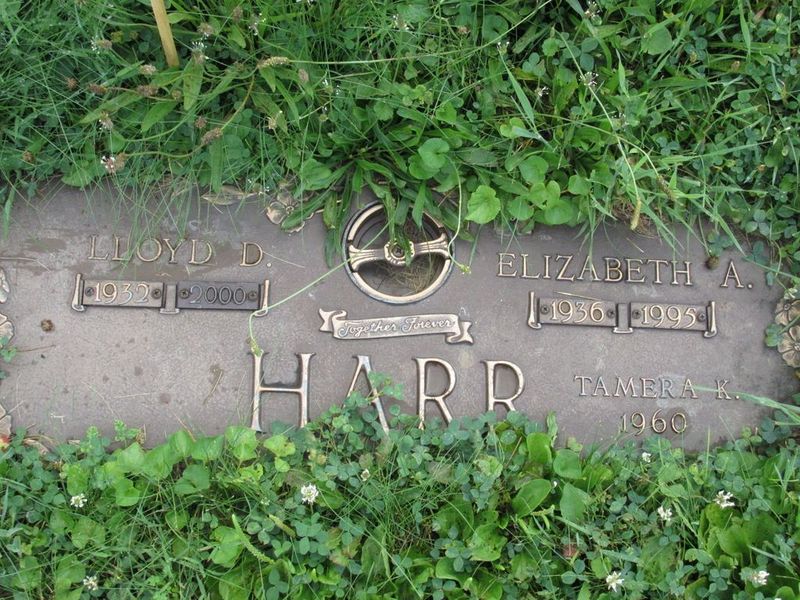 LLOYD D.
1932 2000
Together Forever
ELIZABETH A.
1936 1995
HARR
TAMERA K.
1960